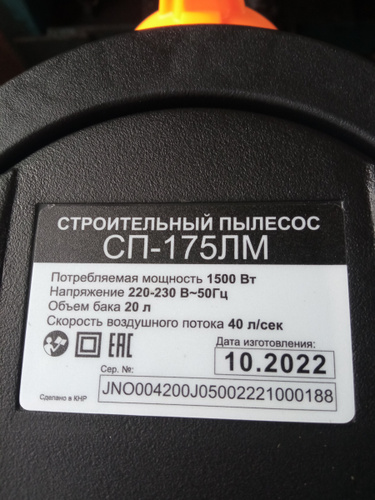 СТРОИТЕЛЬНЫЙ ПЫЛЕСОС
СП-175ЛМ
Потребляемая мощность 1500 Вт
Напряжение 220-230 В~50Гц
Объем бака 20 л
Скорость воздушного потока 40 л/сек
EAC
Дата изготовления:
10.2022
Сер. №:
Сделано в КНР
JNO004200J05002221000188